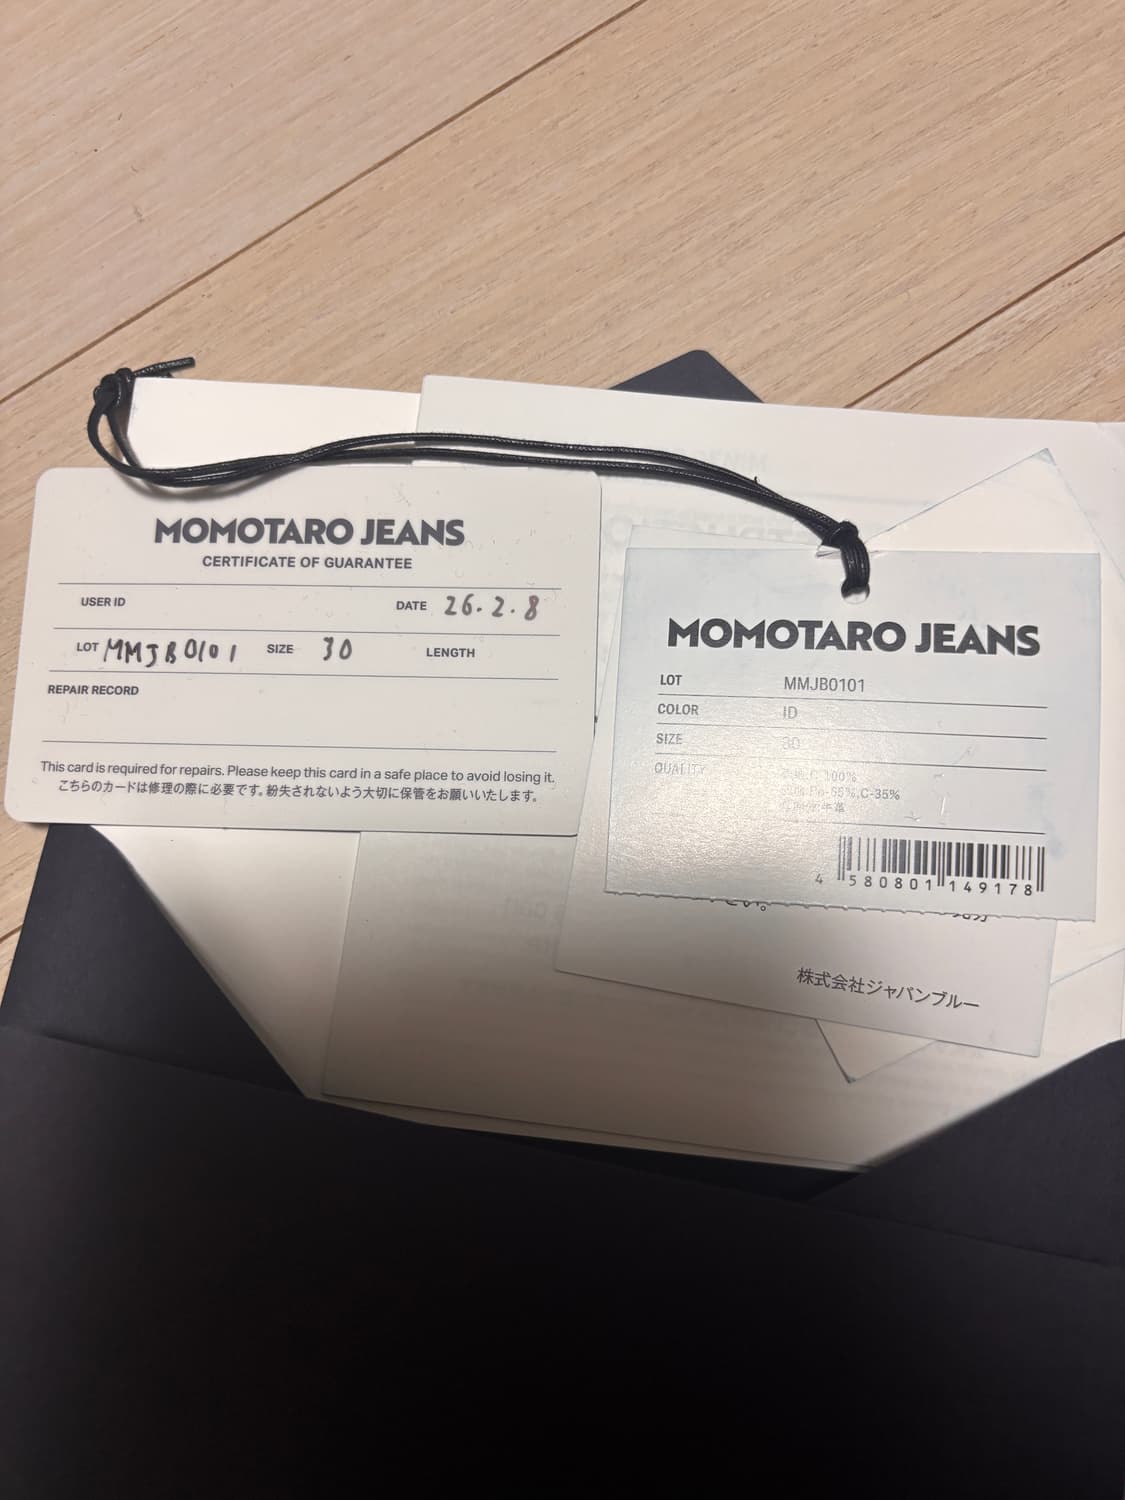 MOMOTARO JEANS
CERTIFICATE OF GUARANTEE
USER ID DATE 26.2.8
LOT MMJB0101 SIZE 30 LENGTH
REPAIR RECORD
This card is required for repairs. Please keep this card in a safe place to avoid losing it.
こちらのカードは修理の際に必要です。紛失されないよう大切に保管をお願いいたします。
MOMOTARO JEANS
LOT MMJB0101
COLOR ID
SIZE 30
QUALITY 100%
C-35%
牛革
4 580801 149178
株式会社ジャパンブルー